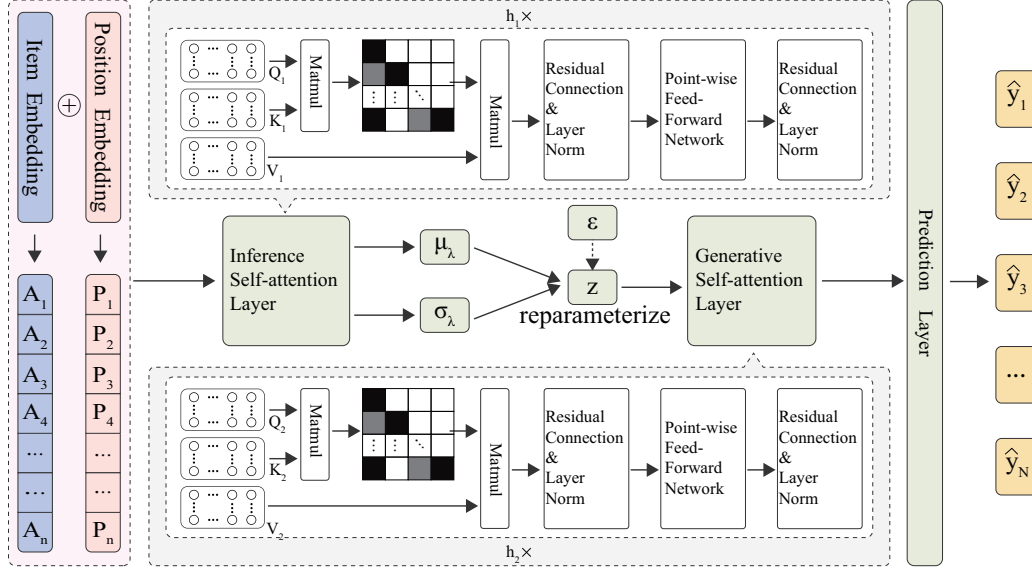 Item Embedding
⊕
Position Embedding
A₁
A₂
A₃
A₄
...
...
Aₙ
P₁
P₂
P₃
P₄
...
...
Pₙ
h₁×
Q₁
K₁
V₁
Matmul
Matmul
Residual
Connection
&
Layer
Norm
Point-wise
Feed-
Forward
Network
Residual
Connection
&
Layer
Norm
Inference
Self-attention
Layer
μ_λ
σ_λ
ε
z
reparameterize
Generative
Self-attention
Layer
Q₂
K₂
V₂
Matmul
Matmul
Residual
Connection
&
Layer
Norm
Point-wise
Feed-
Forward
Network
Residual
Connection
&
Layer
Norm
h₂×
Prediction Layer
ŷ₁
ŷ₂
ŷ₃
...
ŷ_N